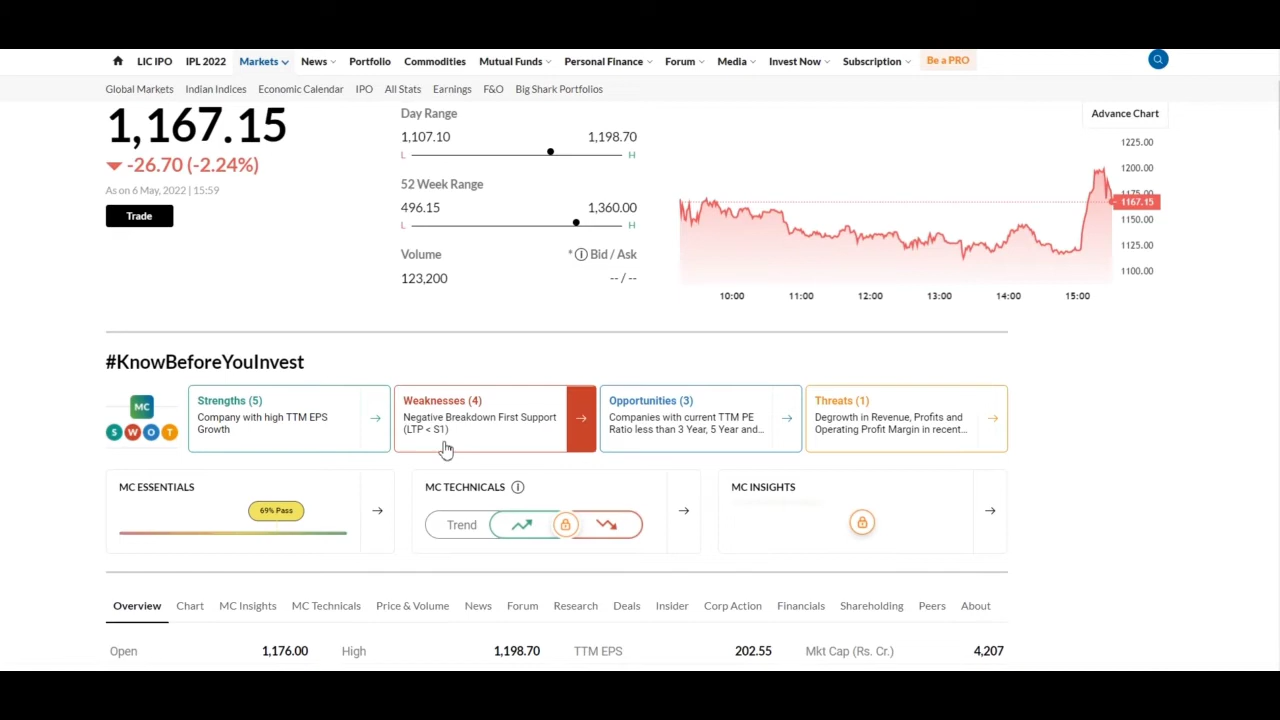 LIC IPO IPL 2022 Markets News Portfolio Commodities Mutual Funds Personal Finance Forum Media Invest Now Subscription Be a PRO
Global Markets Indian Indices Economic Calendar IPO All Stats Earnings F&O Big Shark Portfolios
1,167.15
-26.70 (-2.24%)
As on 6 May, 2022 | 15:59
Trade
Day Range
1,107.10 1,198.70
L H
52 Week Range
496.15 1,360.00
L H
Volume * Bid / Ask
123,200 -- / --
Advance Chart
1225.00
1200.00
1175.00
1167.15
1150.00
1125.00
1100.00
10:00 11:00 12:00 13:00 14:00 15:00
#KnowBeforeYouInvest
MC
S W O T
Strengths (5)
Company with high TTM EPS
Growth
Weaknesses (4)
Negative Breakdown First Support
(LTP < S1)
Opportunities (3)
Companies with current TTM PE
Ratio less than 3 Year, 5 Year and...
Threats (1)
Degrowth in Revenue, Profits and
Operating Profit Margin in recent...
MC ESSENTIALS
69% Pass
MC TECHNICALS
Trend
MC INSIGHTS
Overview Chart MC Insights MC Technicals Price & Volume News Forum Research Deals Insider Corp Action Financials Shareholding Peers About
Open 1,176.00 High 1,198.70 TTM EPS 202.55 Mkt Cap (Rs. Cr.) 4,207